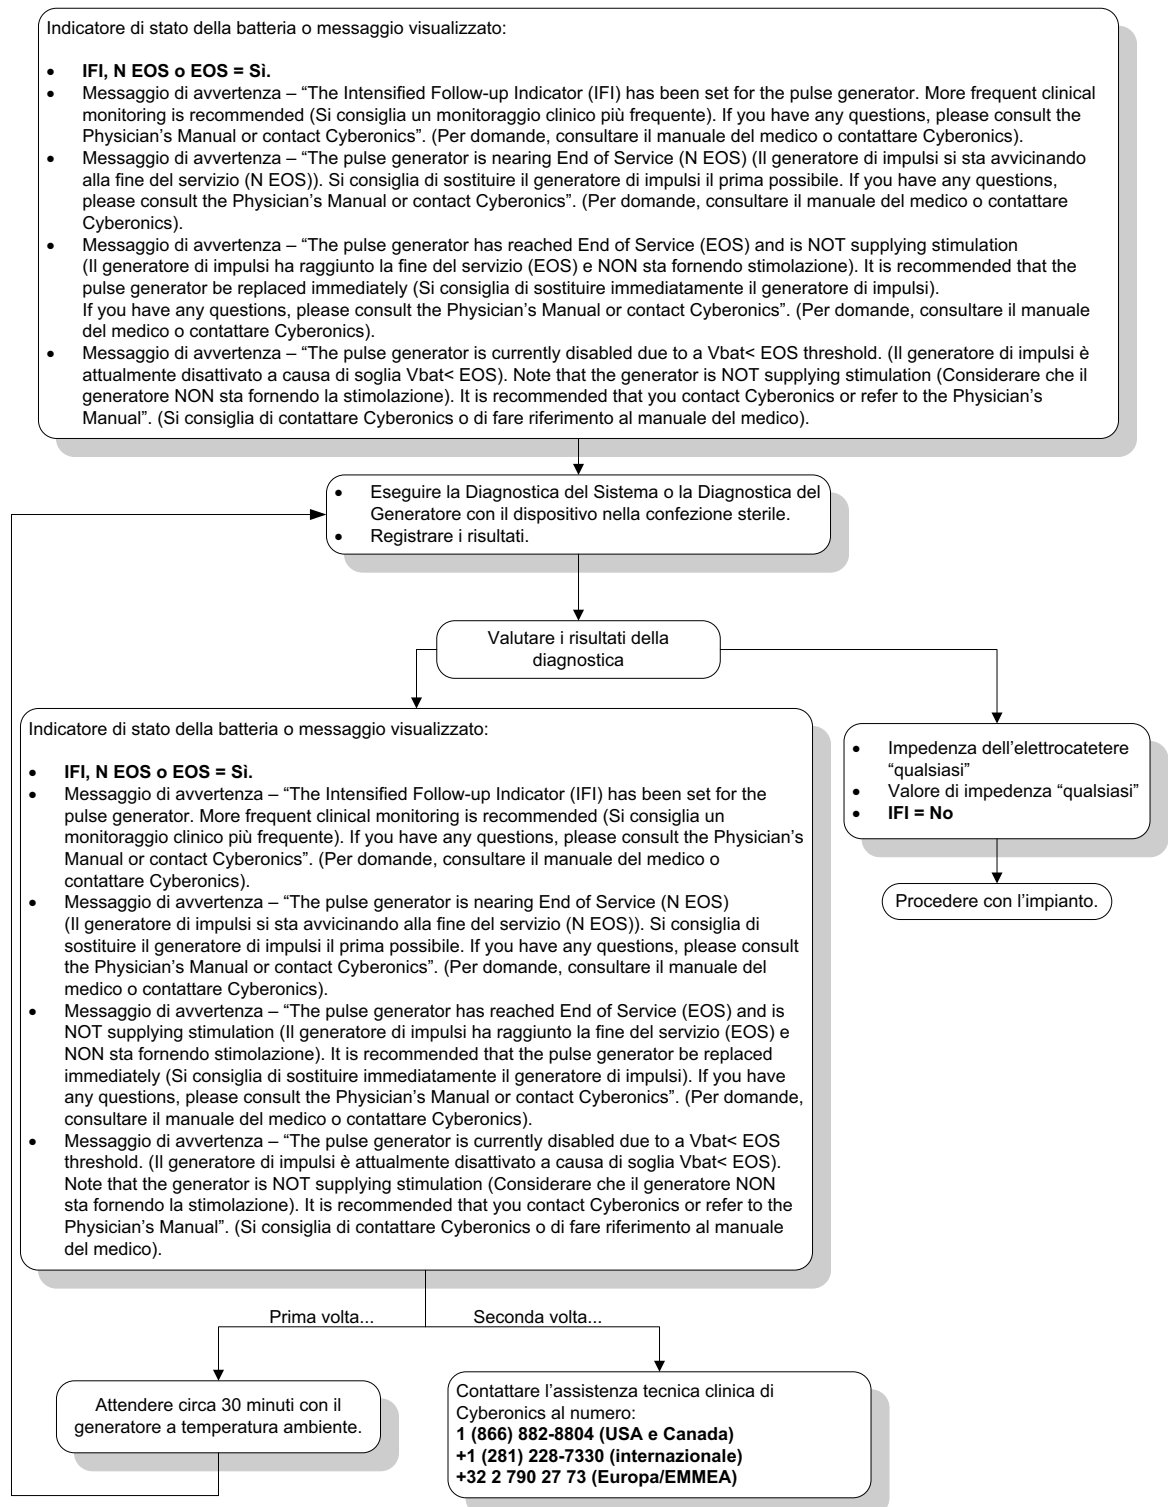 Indicatore di stato della batteria o messaggio visualizzato:
• IFI, N EOS o EOS = Sì.
• Messaggio di avvertenza – “The Intensified Follow-up Indicator (IFI) has been set for the pulse generator. More frequent clinical
monitoring is recommended (Si consiglia un monitoraggio clinico più frequente). If you have any questions, please consult the
Physician’s Manual or contact Cyberonics”. (Per domande, consultare il manuale del medico o contattare Cyberonics).
• Messaggio di avvertenza – “The pulse generator is nearing End of Service (N EOS) (Il generatore di impulsi si sta avvicinando
alla fine del servizio (N EOS)). Si consiglia di sostituire il generatore di impulsi il prima possibile. If you have any questions,
please consult the Physician’s Manual or contact Cyberonics”. (Per domande, consultare il manuale del medico o contattare
Cyberonics).
• Messaggio di avvertenza – “The pulse generator has reached End of Service (EOS) and is NOT supplying stimulation
(Il generatore di impulsi ha raggiunto la fine del servizio (EOS) e NON sta fornendo stimolazione). It is recommended that the
pulse generator be replaced immediately (Si consiglia di sostituire immediatamente il generatore di impulsi).
If you have any questions, please consult the Physician’s Manual or contact Cyberonics”. (Per domande, consultare il manuale
del medico o contattare Cyberonics).
• Messaggio di avvertenza – “The pulse generator is currently disabled due to a Vbat< EOS threshold. (Il generatore di impulsi è
attualmente disattivato a causa di soglia Vbat< EOS). Note that the generator is NOT supplying stimulation (Considerare che il
generatore NON sta fornendo la stimolazione). It is recommended that you contact Cyberonics or refer to the Physician’s
Manual”. (Si consiglia di contattare Cyberonics o di fare riferimento al manuale del medico).
• Eseguire la Diagnostica del Sistema o la Diagnostica del
Generatore con il dispositivo nella confezione sterile.
• Registrare i risultati.
Valutare i risultati della
diagnostica
Indicatore di stato della batteria o messaggio visualizzato:
• IFI, N EOS o EOS = Sì.
• Messaggio di avvertenza – “The Intensified Follow-up Indicator (IFI) has been set for the
pulse generator. More frequent clinical monitoring is recommended (Si consiglia un
monitoraggio clinico più frequente). If you have any questions, please consult the Physician’s
Manual or contact Cyberonics”. (Per domande, consultare il manuale del medico o
contattare Cyberonics).
• Messaggio di avvertenza – “The pulse generator is nearing End of Service (N EOS)
(Il generatore di impulsi si sta avvicinando alla fine del servizio (N EOS)). Si consiglia di
sostituire il generatore di impulsi il prima possibile. If you have any questions, please consult
the Physician’s Manual or contact Cyberonics”. (Per domande, consultare il manuale del
medico o contattare Cyberonics).
• Messaggio di avvertenza – “The pulse generator has reached End of Service (EOS) and is
NOT supplying stimulation (Il generatore di impulsi ha raggiunto la fine del servizio (EOS) e
NON sta fornendo stimolazione). It is recommended that the pulse generator be replaced
immediately (Si consiglia di sostituire immediatamente il generatore di impulsi). If you have
any questions, please consult the Physician’s Manual or contact Cyberonics”. (Per domande,
consultare il manuale del medico o contattare Cyberonics).
• Messaggio di avvertenza – “The pulse generator is currently disabled due to a Vbat< EOS
threshold. (Il generatore di impulsi è attualmente disattivato a causa di soglia Vbat< EOS).
Note that the generator is NOT supplying stimulation (Considerare che il generatore NON
sta fornendo la stimolazione). It is recommended that you contact Cyberonics or refer to the
Physician’s Manual”. (Si consiglia di contattare Cyberonics o di fare riferimento al manuale
del medico).
• Impedenza dell’elettrocatetere
“qualsiasi”
• Valore di impedenza “qualsiasi”
• IFI = No
Procedere con l’impianto.
Prima volta...
Seconda volta...
Attendere circa 30 minuti con il
generatore a temperatura ambiente.
Contattare l’assistenza tecnica clinica di
Cyberonics al numero:
1 (866) 882-8804 (USA e Canada)
+1 (281) 228-7330 (internazionale)
+32 2 790 27 73 (Europa/EMMEA)